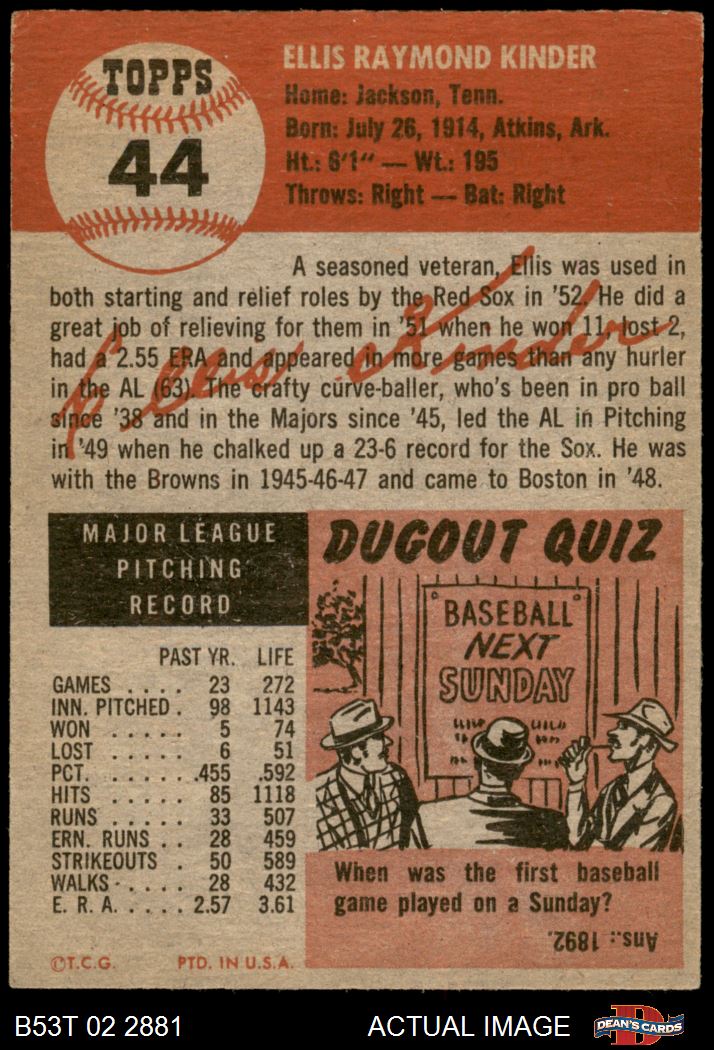 TOPPS
44
ELLIS RAYMOND KINDER
Home: Jackson, Tenn.
Born: July 26, 1914, Atkins, Ark.
Ht.: 6'1" — Wt.: 195
Throws: Right — Bat: Right
A seasoned veteran, Ellis was used in
both starting and relief roles by the Red Sox in '52. He did a
great job of relieving for them in '51 when he won 11, lost 2,
had a 2.55 ERA and appeared in more games than any hurler
in the AL (63). The crafty curve-baller, who's been in pro ball
since '38 and in the Majors since '45, led the AL in Pitching
in '49 when he chalked up a 23-6 record for the Sox. He was
with the Browns in 1945-46-47 and came to Boston in '48.
Ellis Kinder
MAJOR LEAGUE
PITCHING
RECORD
PAST YR. LIFE
GAMES . . . . 23 272
INN. PITCHED . 98 1143
WON . . . . . 5 74
LOST . . . . . 6 51
PCT. . . . . . .455 .592
HITS . . . . . 85 1118
RUNS . . . . . 33 507
ERN. RUNS . . 28 459
STRIKEOUTS . 50 589
WALKS . . . . 28 432
E. R. A. . . . . 2.57 3.61
©T.C.G. PTD. IN U.S.A.
DUGOUT QUIZ
BASEBALL
NEXT
SUNDAY
When was the first baseball
game played on a Sunday?
Ans.: 1892.
B53T 02 2881
ACTUAL IMAGE
D
DEAN'S CARDS